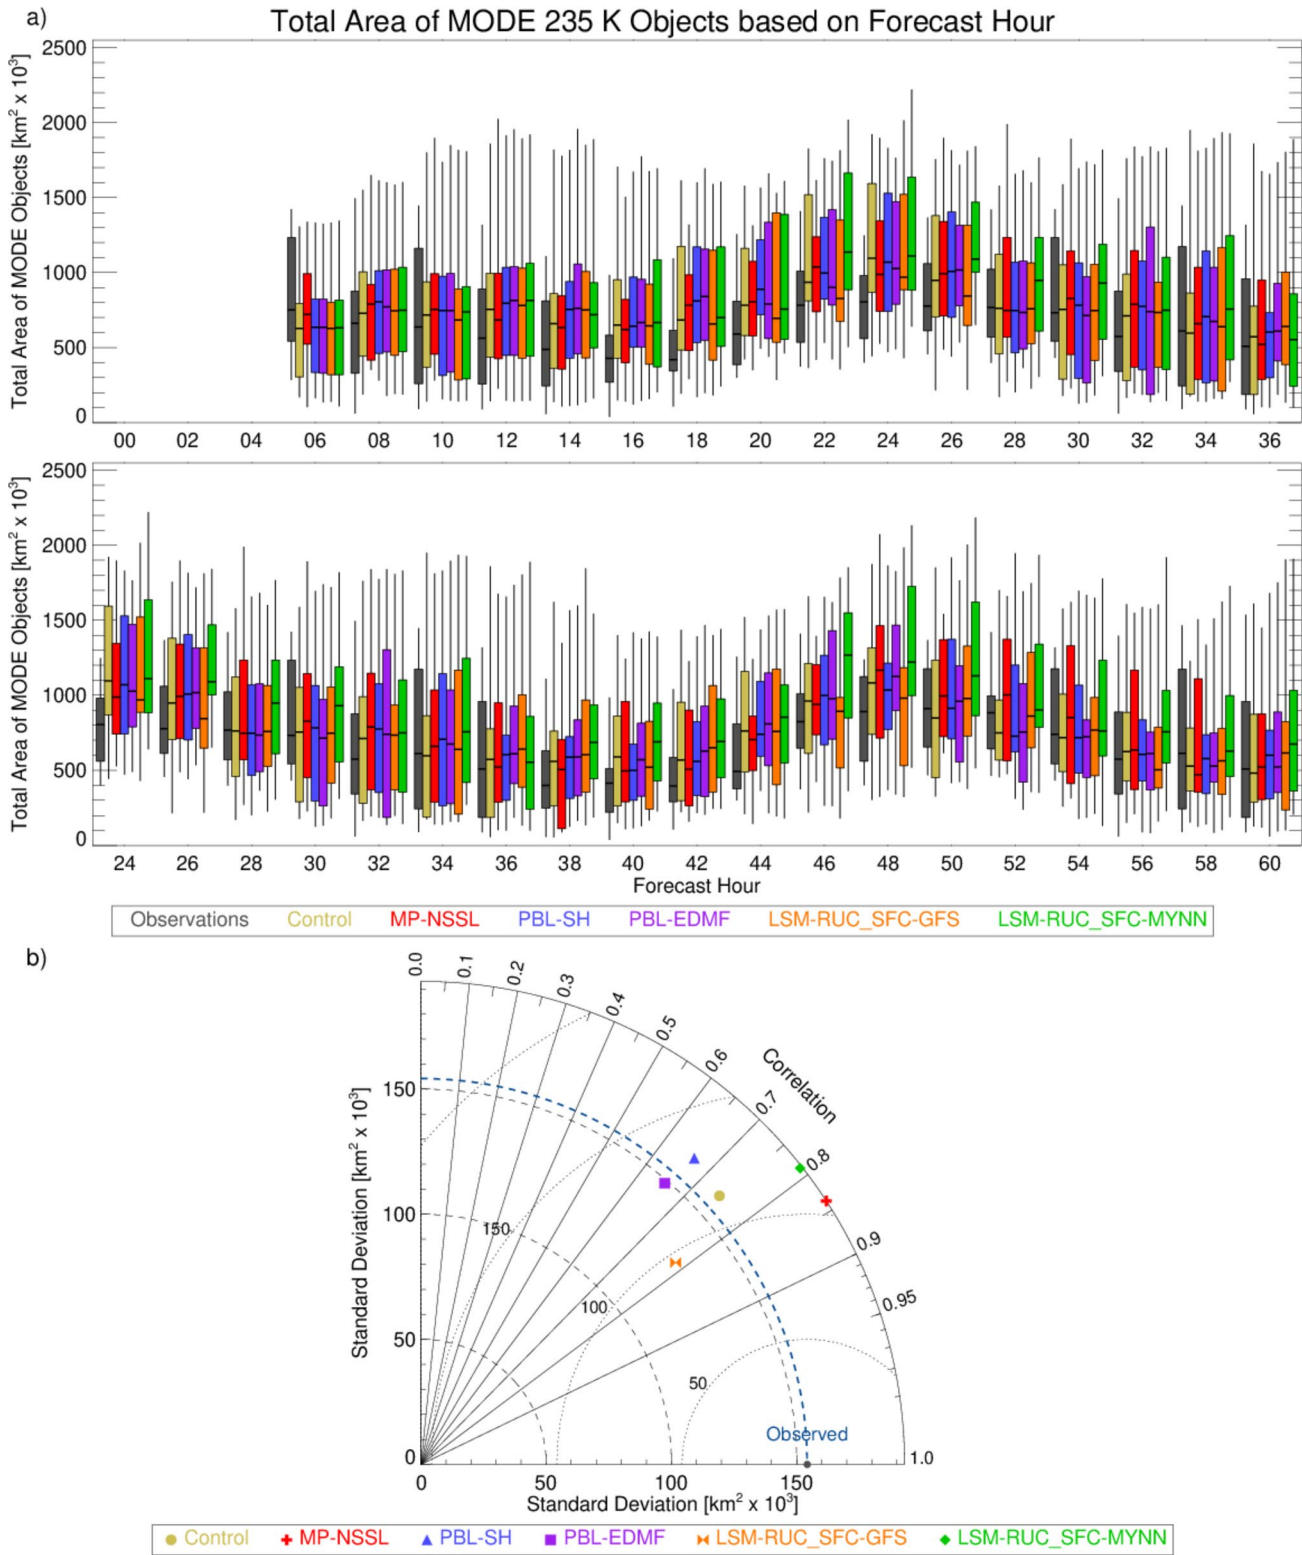 a)
Total Area of MODE 235 K Objects based on Forecast Hour
Total Area of MODE Objects [km² x 10³]
2500
2000
1500
1000
500
0
00 02 04 06 08 10 12 14 16 18 20 22 24 26 28 30 32 34 36
Total Area of MODE Objects [km² x 10³]
2500
2000
1500
1000
500
0
24 26 28 30 32 34 36 38 40 42 44 46 48 50 52 54 56 58 60
Forecast Hour
Observations Control MP-NSSL PBL-SH PBL-EDMF LSM-RUC_SFC-GFS LSM-RUC_SFC-MYNN
b)
0.0 0.1 0.2 0.3 0.4 0.5 0.6 0.7 0.8 0.9 0.95 1.0
Correlation
Standard Deviation [km² x 10³]
150
100
50
0
150
100
50
Observed
0 50 100 150
Standard Deviation [km² x 10³]
Control MP-NSSL PBL-SH PBL-EDMF LSM-RUC_SFC-GFS LSM-RUC_SFC-MYNN